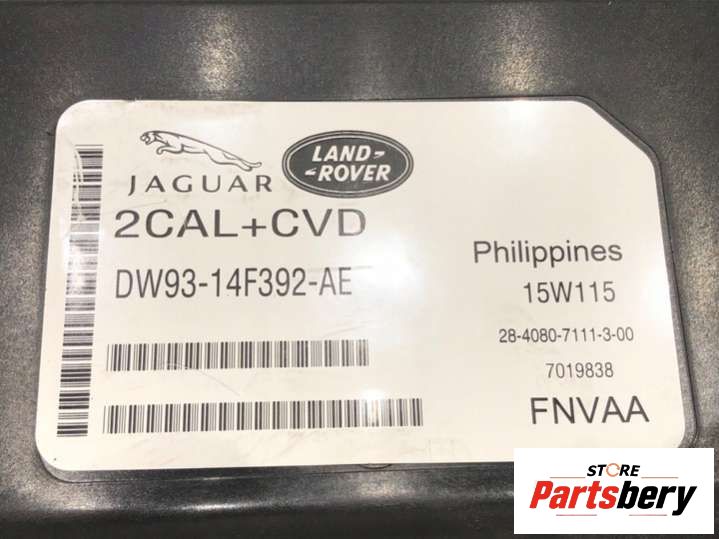 JAGUAR
LAND-
-ROVER
2CAL+CVD
DW93-14F392-AE
Philippines
15W115
28-4080-7111-3-00
7019838
FNVAA
STORE
Partsbery